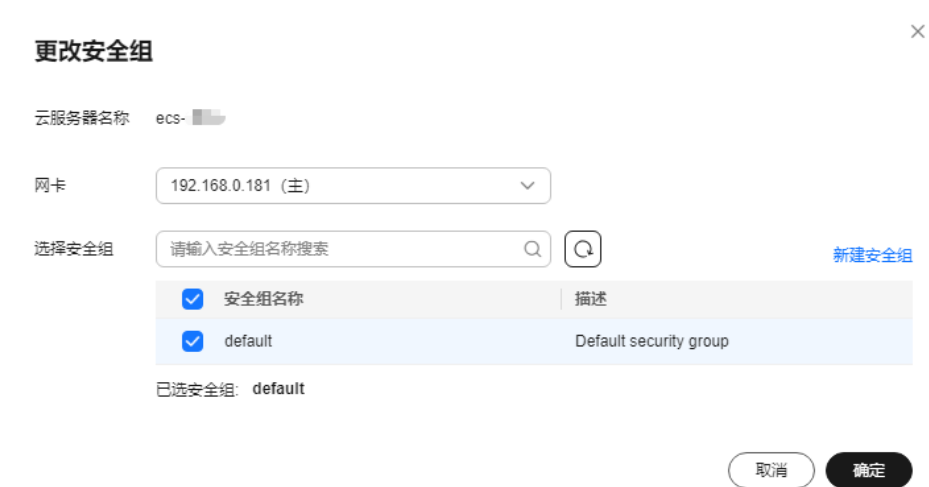 更改安全组
云服务器名称 ecs-
网卡 192.168.0.181（主）
选择安全组 请输入安全组名称搜索
新建安全组
安全组名称 描述
default Default security group
已选安全组: default
取消 确定